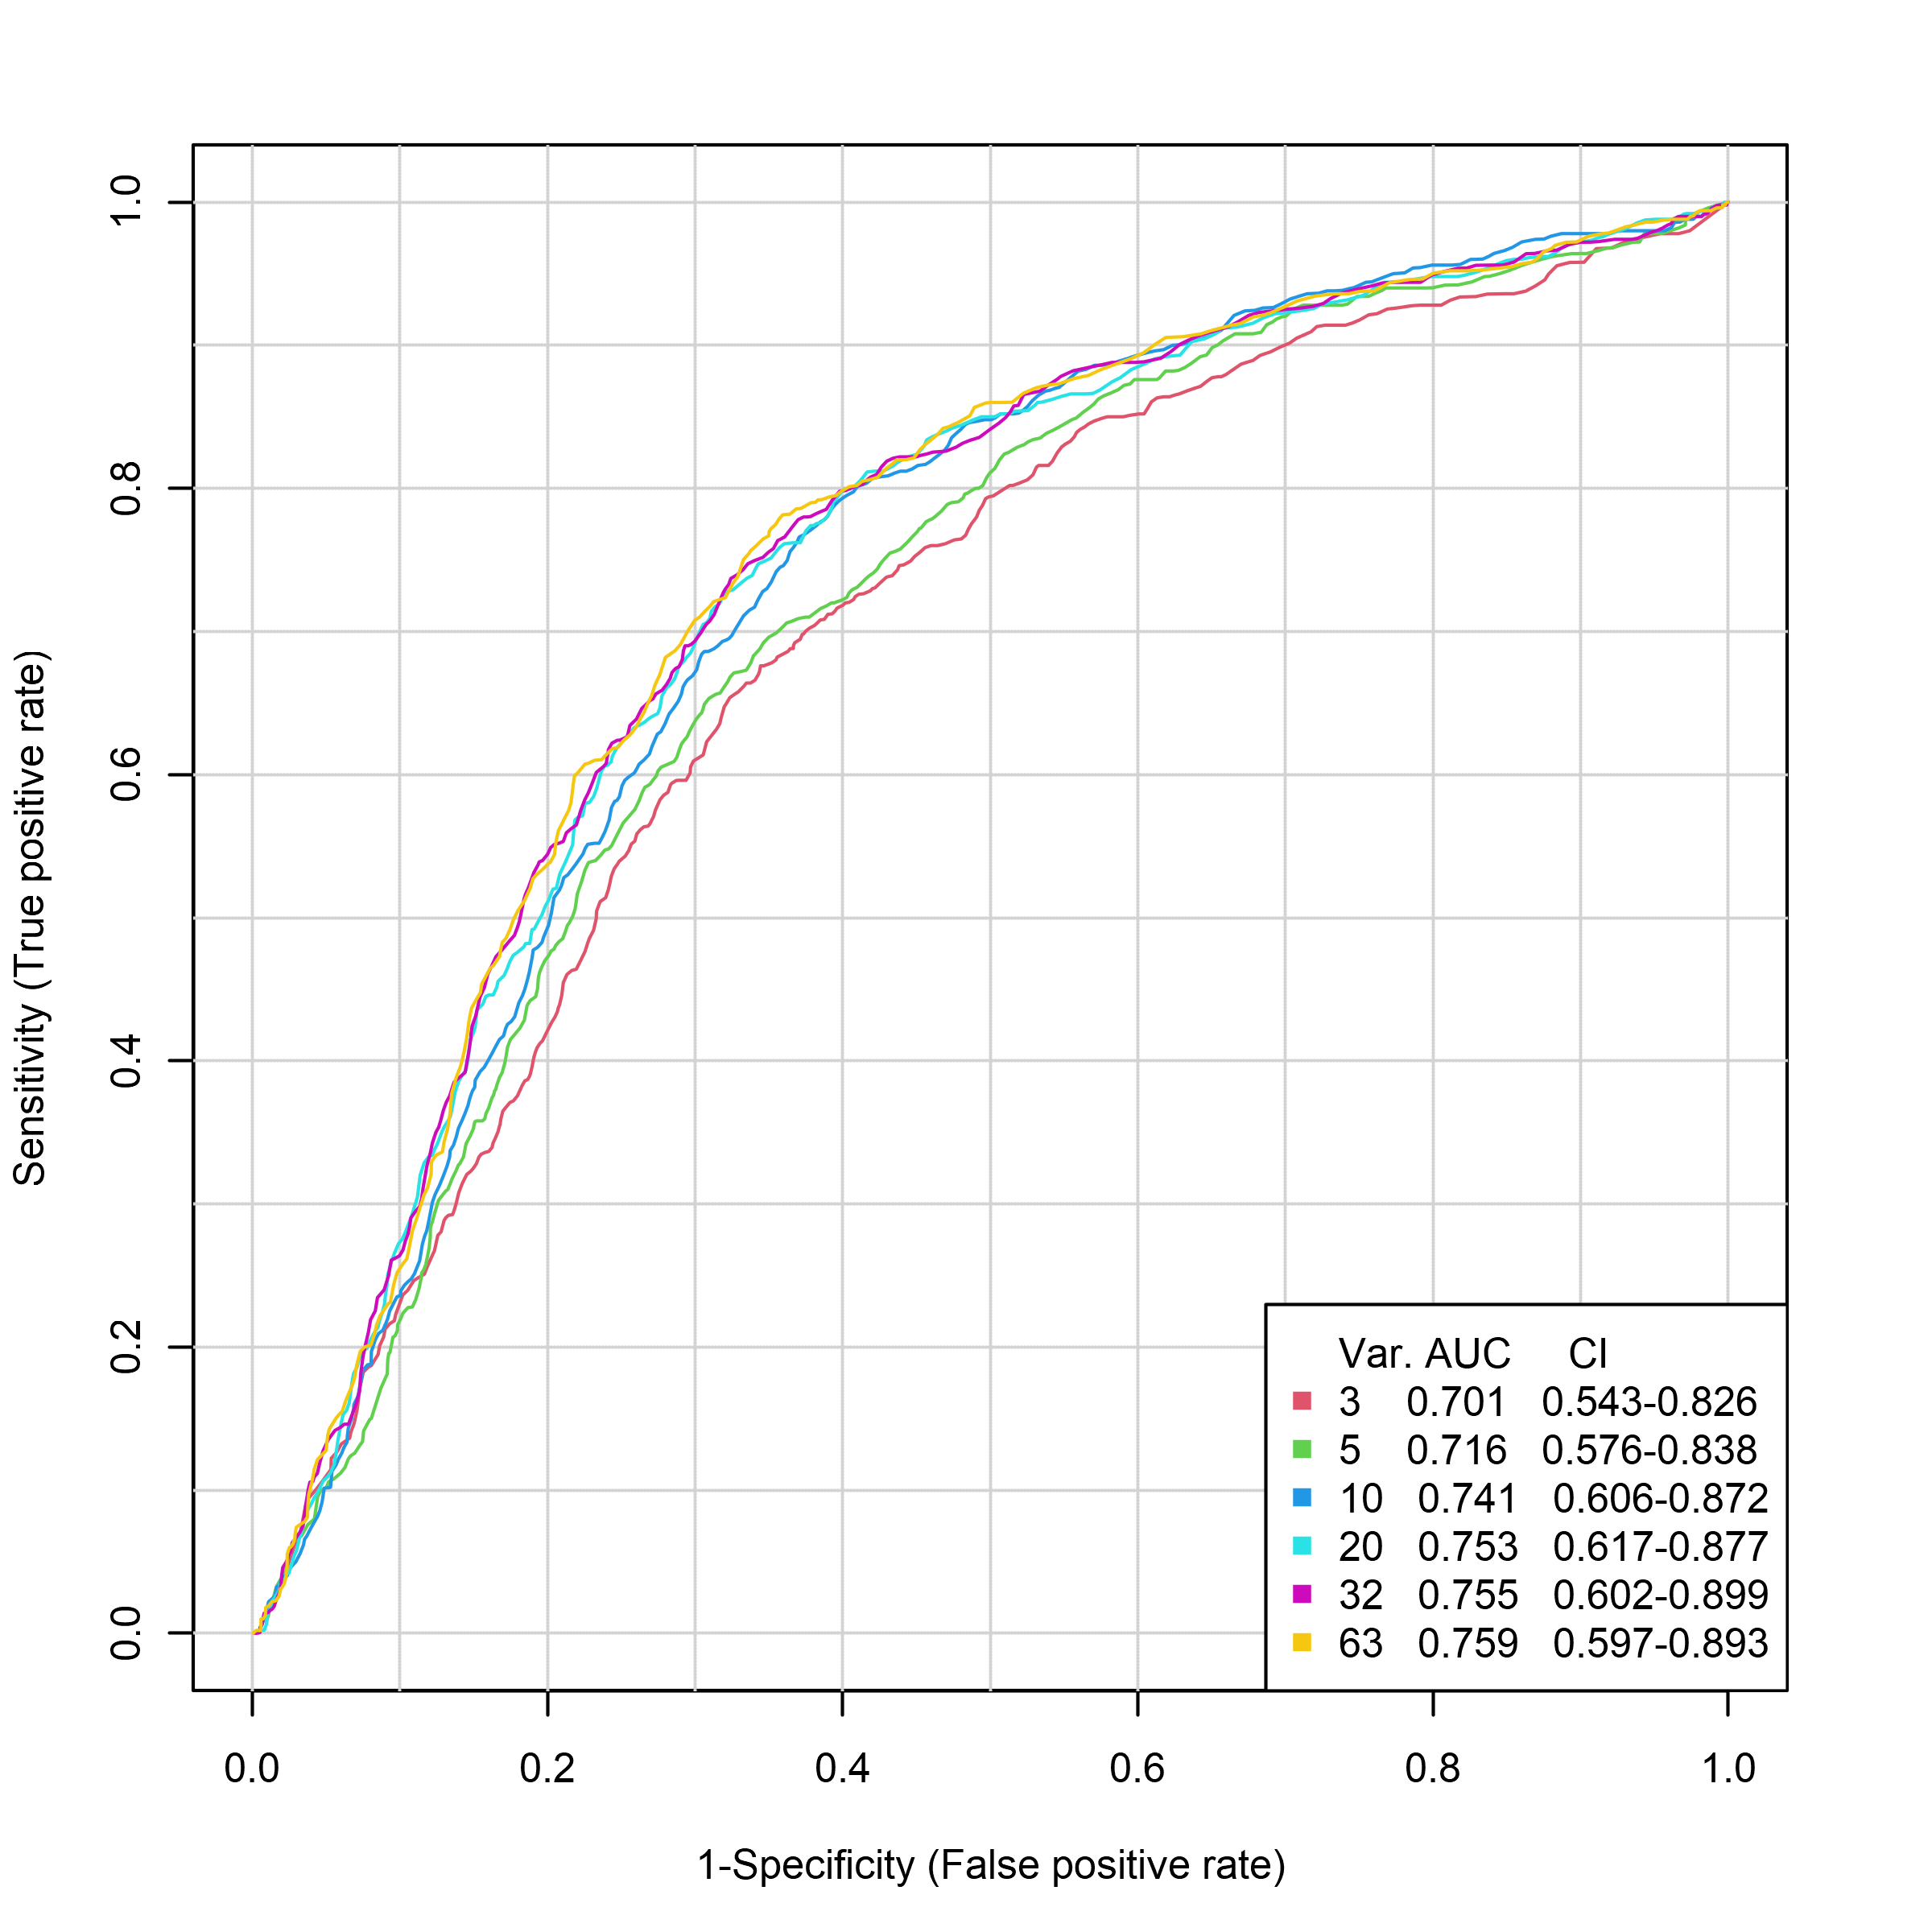 Sensitivity (True positive rate)
1.0
0.8
0.6
0.4
0.2
0.0
Var. AUC CI
3 0.701 0.543-0.826
5 0.716 0.576-0.838
10 0.741 0.606-0.872
20 0.753 0.617-0.877
32 0.755 0.602-0.899
63 0.759 0.597-0.893
0.0 0.2 0.4 0.6 0.8 1.0
1-Specificity (False positive rate)